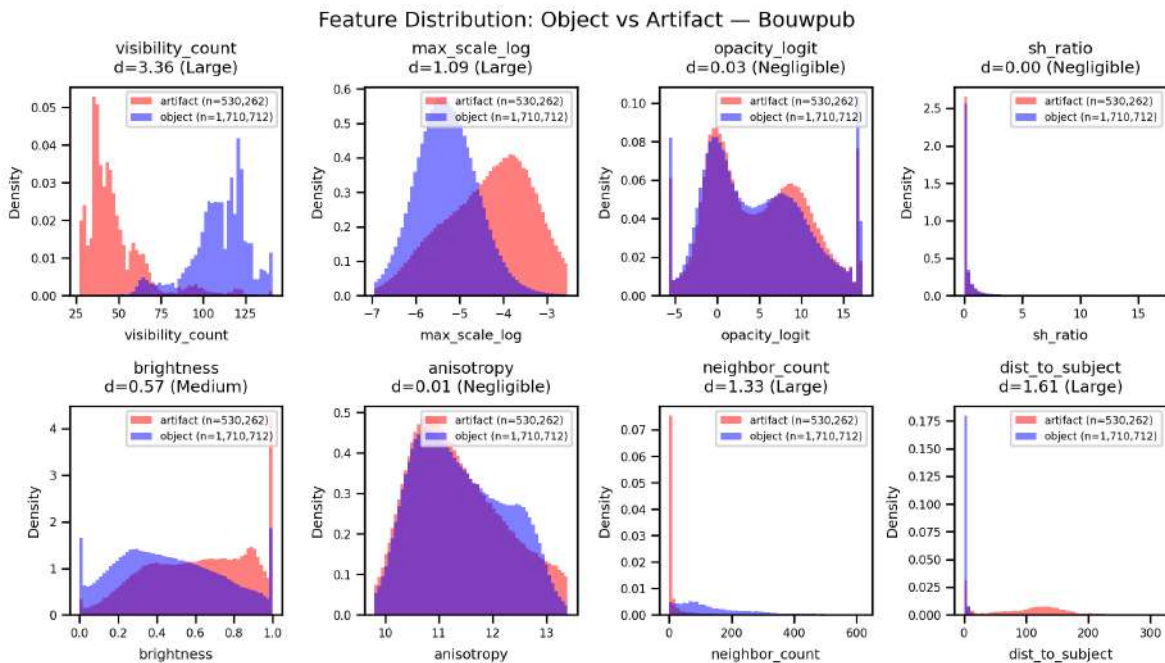 Feature Distribution: Object vs Artifact — Bouwpub
visibility_count
d=3.36 (Large)
artifact (n=530,262)
object (n=1,710,712)
Density
0.05
0.04
0.03
0.02
0.01
0.00
25 50 75 100 125
visibility_count
max_scale_log
d=1.09 (Large)
artifact (n=530,262)
object (n=1,710,712)
Density
0.6
0.5
0.4
0.3
0.2
0.1
0.0
−7 −6 −5 −4 −3
max_scale_log
opacity_logit
d=0.03 (Negligible)
artifact (n=530,262)
object (n=1,710,712)
Density
0.10
0.08
0.06
0.04
0.02
0.00
−5 0 5 10 15
opacity_logit
sh_ratio
d=0.00 (Negligible)
artifact (n=530,262)
object (n=1,710,712)
Density
2.5
2.0
1.5
1.0
0.5
0.0
0 5 10 15
sh_ratio
brightness
d=0.57 (Medium)
artifact (n=530,262)
object (n=1,710,712)
Density
4
3
2
1
0
0.0 0.2 0.4 0.6 0.8 1.0
brightness
anisotropy
d=0.01 (Negligible)
artifact (n=530,262)
object (n=1,710,712)
Density
0.5
0.4
0.3
0.2
0.1
0.0
10 11 12 13
anisotropy
neighbor_count
d=1.33 (Large)
artifact (n=530,262)
object (n=1,710,712)
Density
0.07
0.06
0.05
0.04
0.03
0.02
0.01
0.00
0 200 400 600
neighbor_count
dist_to_subject
d=1.61 (Large)
artifact (n=530,262)
object (n=1,710,712)
Density
0.175
0.150
0.125
0.100
0.075
0.050
0.025
0.000
0 100 200 300
dist_to_subject